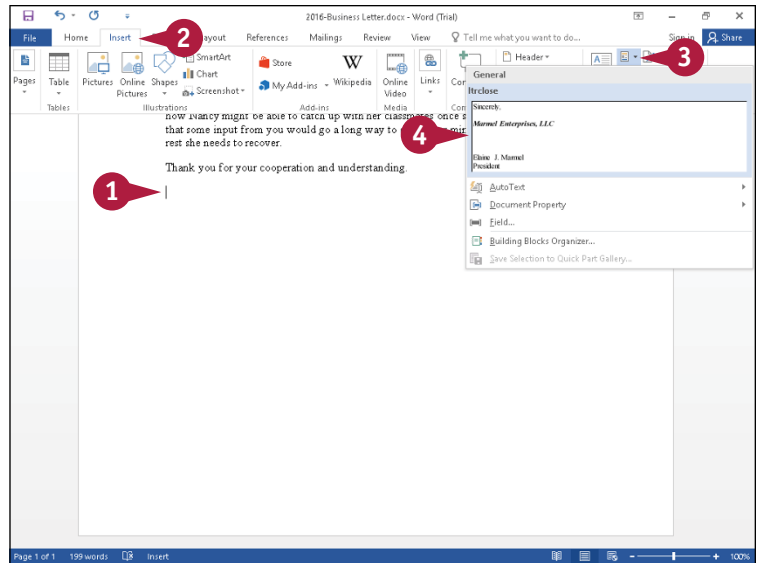 2016-Business Letter.docx - Word (Trial)
File Home Insert ayout References Mailings Review View Tell me what you want to do... Sign in Share
2
3
Pages
Table
Tables
Pictures
Online Pictures
Shapes
SmartArt
Chart
Screenshot
Illustrations
Store
My Add-ins
Wikipedia
Add-ins
Online Video
Media
Links
Header
General
ltrclose
Sincerely,
Marmel Enterprises, LLC
Elaine J. Marmel
President
4
AutoText
Document Property
Field...
Building Blocks Organizer...
Save Selection to Quick Part Gallery...
how Nancy might be able to catch up with her classmates once s
that some input from you would go a long way to
rest she needs to recover.
Thank you for your cooperation and understanding.
1
Page 1 of 1 199 words Insert 100%